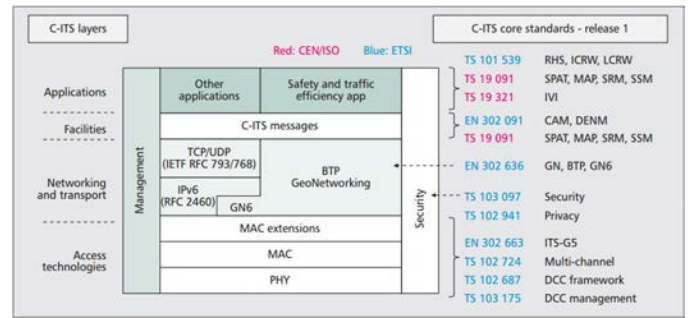 C-ITS layers
C-ITS core standards - release 1
Red: CEN/ISO Blue: ETSI
Applications
Facilities
Networking
and transport
Access
technologies
Management
Other
applications
Safety and traffic
efficiency app
C-ITS messages
TCP/UDP
(IETF RFC 793/768)
IPv6
(RFC 2460)
GN6
BTP
GeoNetworking
MAC extensions
MAC
PHY
Security
TS 101 539 RHS, ICRW, LCRW
TS 19 091 SPAT, MAP, SRM, SSM
TS 19 321 IVI
EN 302 091 CAM, DENM
TS 19 091 SPAT, MAP, SRM, SSM
EN 302 636 GN, BTP, GN6
TS 103 097 Security
TS 102 941 Privacy
EN 302 663 ITS-G5
TS 102 724 Multi-channel
TS 102 687 DCC framework
TS 103 175 DCC management